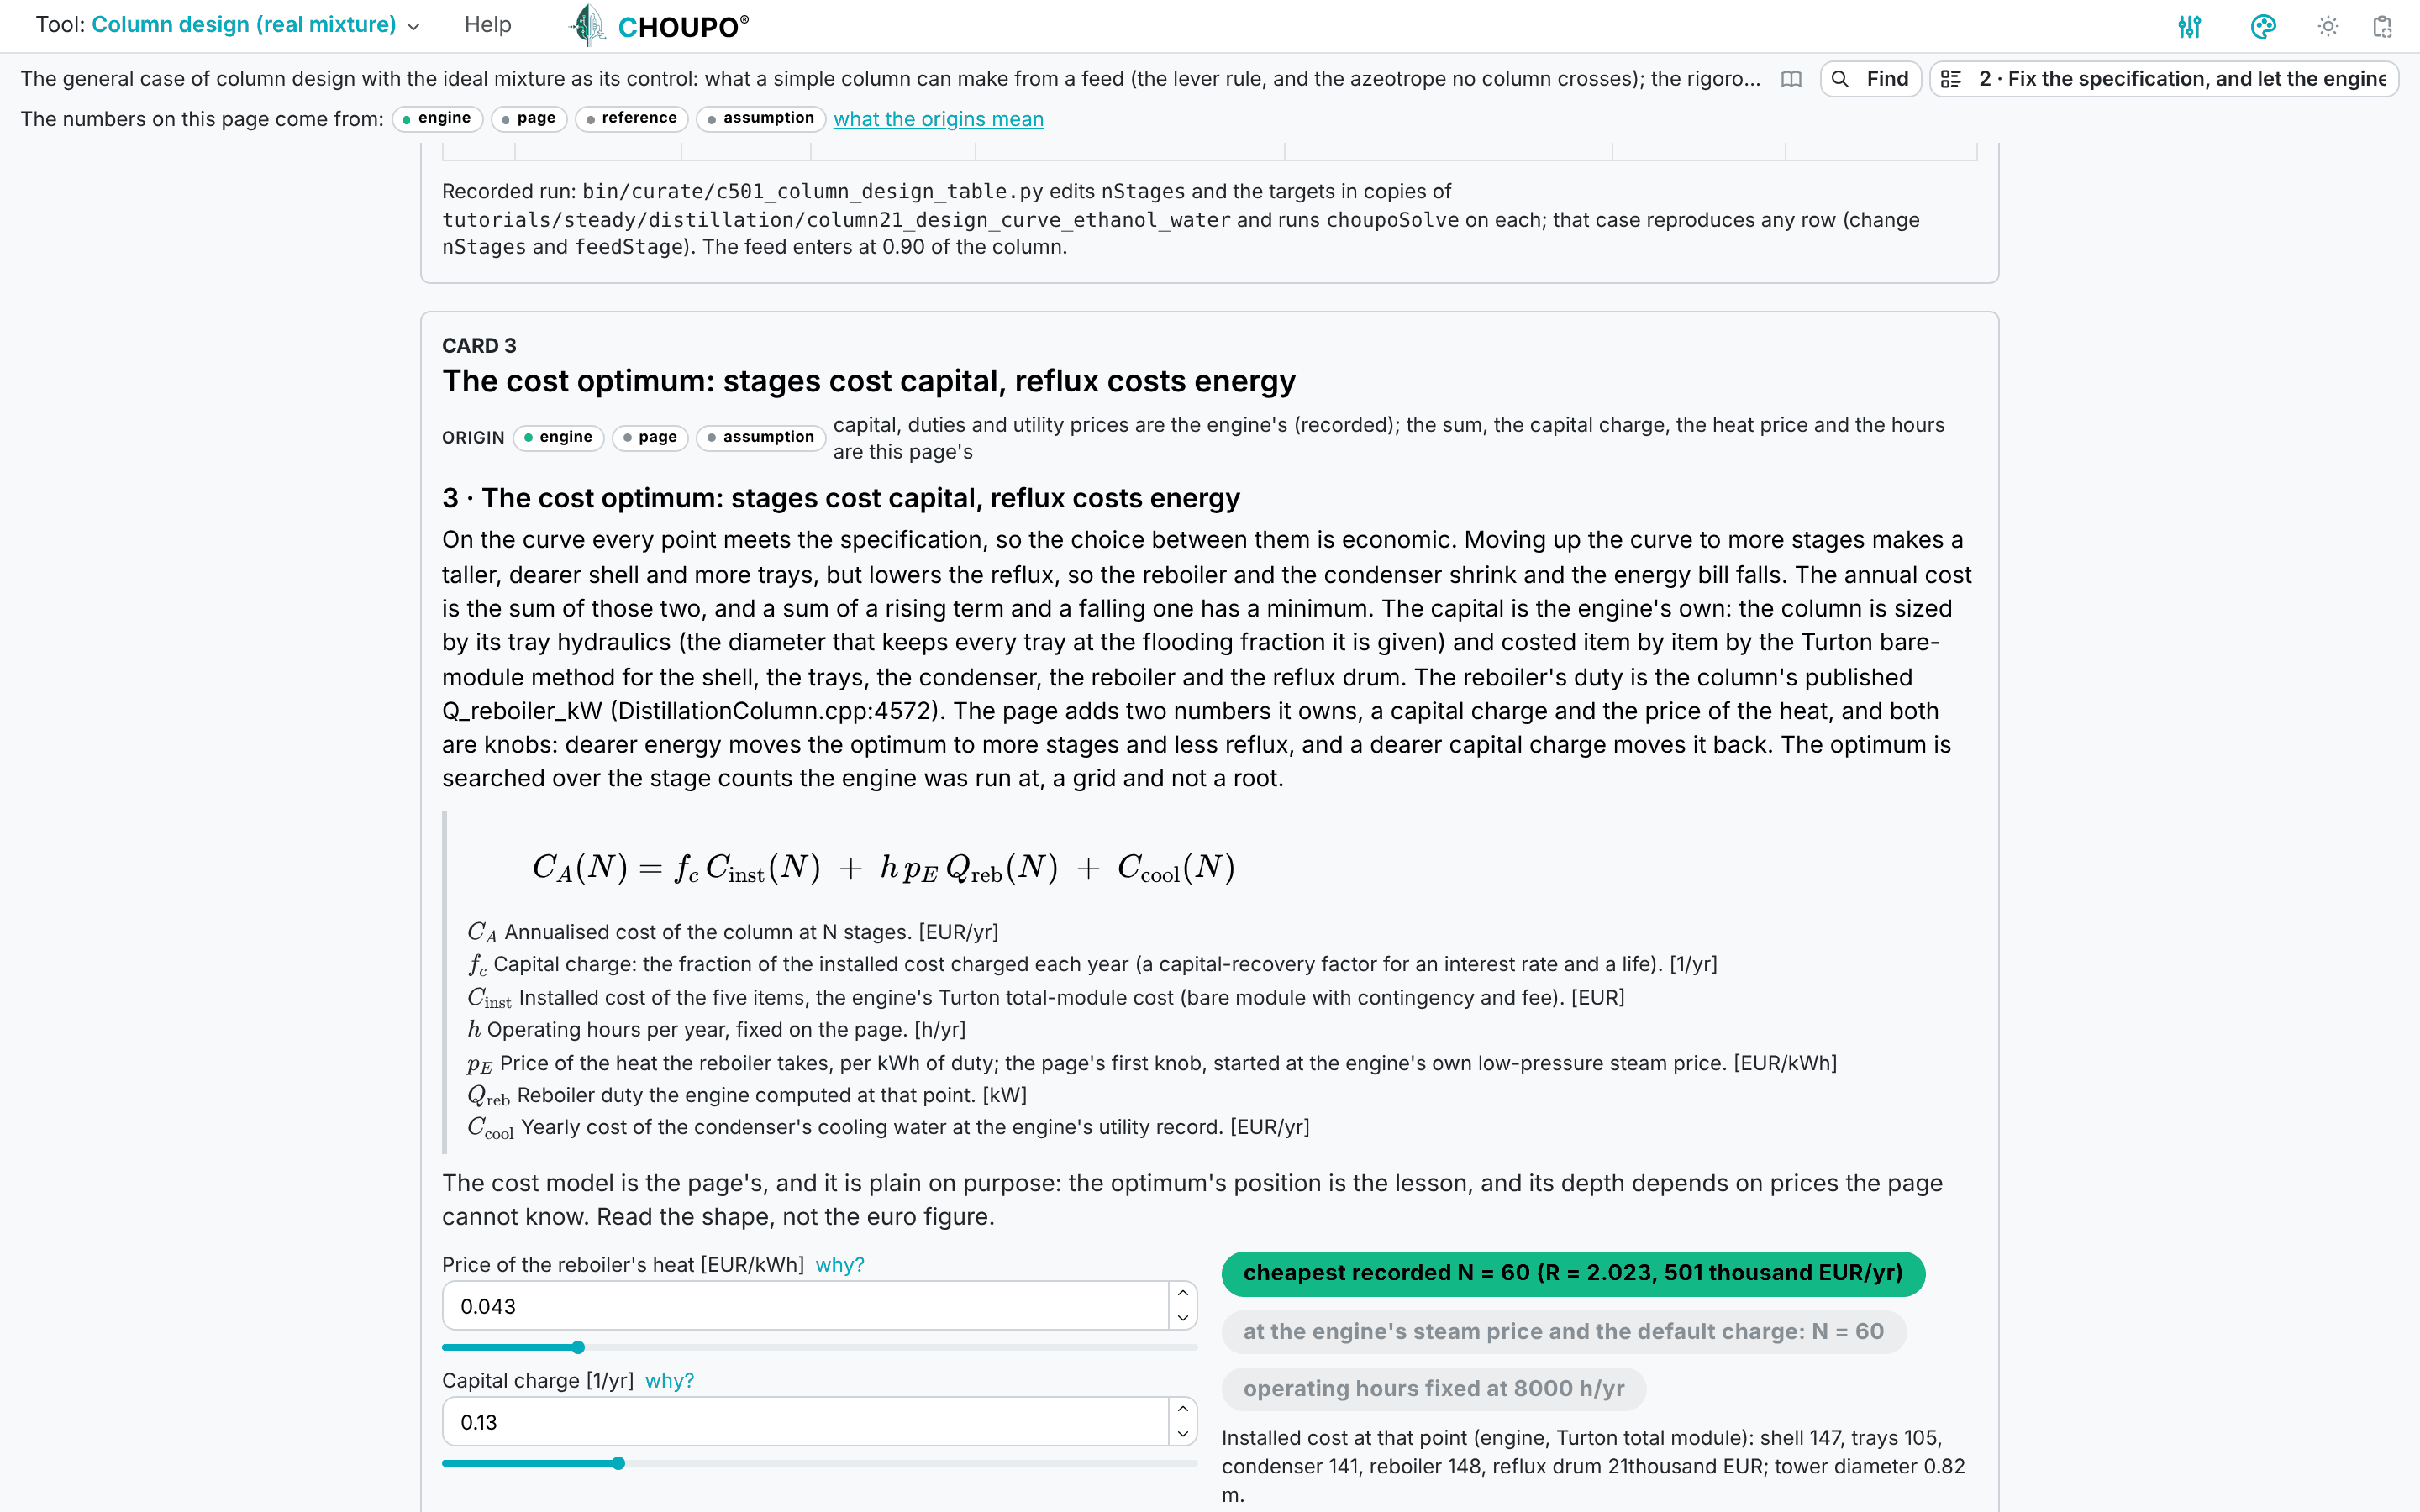 Tool: Column design (real mixture)
Help
CHOUPO®
The general case of column design with the ideal mixture as its control: what a simple column can make from a feed (the lever rule, and the azeotrope no column crosses); the rigoro...
Find
2 · Fix the specification, and let the engine
The numbers on this page come from: engine page reference assumption what the origins mean
Recorded run: bin/curate/c501_column_design_table.py edits nStages and the targets in copies of
tutorials/steady/distillation/column21_design_curve_ethanol_water and runs choupoSolve on each; that case reproduces any row (change
nStages and feedStage). The feed enters at 0.90 of the column.
CARD 3
The cost optimum: stages cost capital, reflux costs energy
ORIGIN engine page assumption
capital, duties and utility prices are the engine's (recorded); the sum, the capital charge, the heat price and the hours
are this page's
3 · The cost optimum: stages cost capital, reflux costs energy
On the curve every point meets the specification, so the choice between them is economic. Moving up the curve to more stages makes a
taller, dearer shell and more trays, but lowers the reflux, so the reboiler and the condenser shrink and the energy bill falls. The annual cost
is the sum of those two, and a sum of a rising term and a falling one has a minimum. The capital is the engine's own: the column is sized
by its tray hydraulics (the diameter that keeps every tray at the flooding fraction it is given) and costed item by item by the Turton bare-
module method for the shell, the trays, the condenser, the reboiler and the reflux drum. The reboiler's duty is the column's published
Q_reboiler_kW (DistillationColumn.cpp:4572). The page adds two numbers it owns, a capital charge and the price of the heat, and both
are knobs: dearer energy moves the optimum to more stages and less reflux, and a dearer capital charge moves it back. The optimum is
searched over the stage counts the engine was run at, a grid and not a root.
C_A(N) = f_c C_inst(N) + h p_E Q_reb(N) + C_cool(N)
C_A Annualised cost of the column at N stages. [EUR/yr]
f_c Capital charge: the fraction of the installed cost charged each year (a capital-recovery factor for an interest rate and a life). [1/yr]
C_inst Installed cost of the five items, the engine's Turton total-module cost (bare module with contingency and fee). [EUR]
h Operating hours per year, fixed on the page. [h/yr]
p_E Price of the heat the reboiler takes, per kWh of duty; the page's first knob, started at the engine's own low-pressure steam price. [EUR/kWh]
Q_reb Reboiler duty the engine computed at that point. [kW]
C_cool Yearly cost of the condenser's cooling water at the engine's utility record. [EUR/yr]
The cost model is the page's, and it is plain on purpose: the optimum's position is the lesson, and its depth depends on prices the page
cannot know. Read the shape, not the euro figure.
Price of the reboiler's heat [EUR/kWh] why?
0.043
Capital charge [1/yr] why?
0.13
cheapest recorded N = 60 (R = 2.023, 501 thousand EUR/yr)
at the engine's steam price and the default charge: N = 60
operating hours fixed at 8000 h/yr
Installed cost at that point (engine, Turton total module): shell 147, trays 105,
condenser 141, reboiler 148, reflux drum 21thousand EUR; tower diameter 0.82
m.